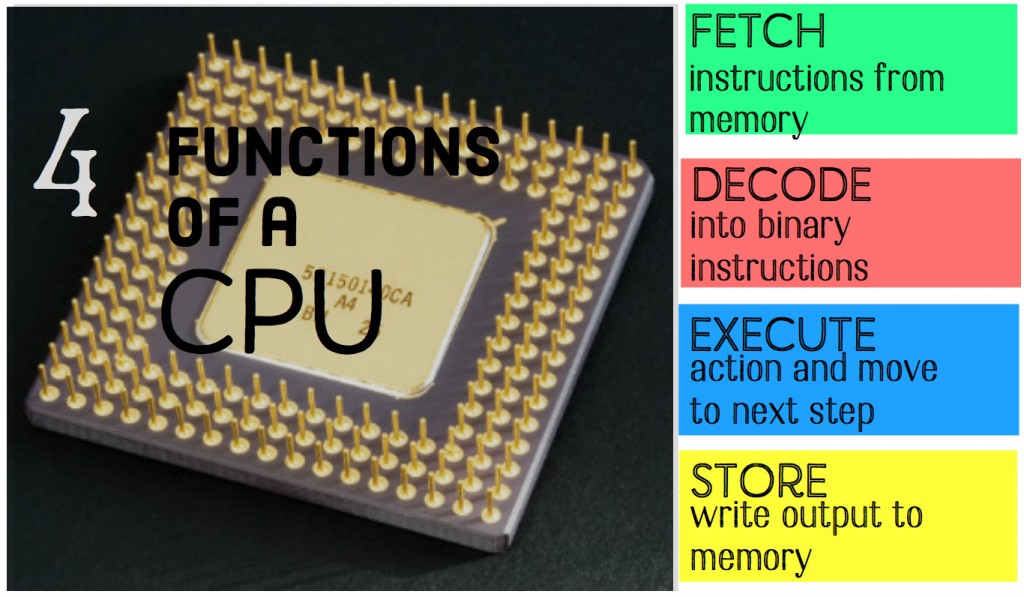 4
FUNCTIONS
OF A
CPU
A4
FETCH
instructions from
memory
DECODE
into binary
instructions
EXECUTE
action and move
to next step
STORE
write output to
memory